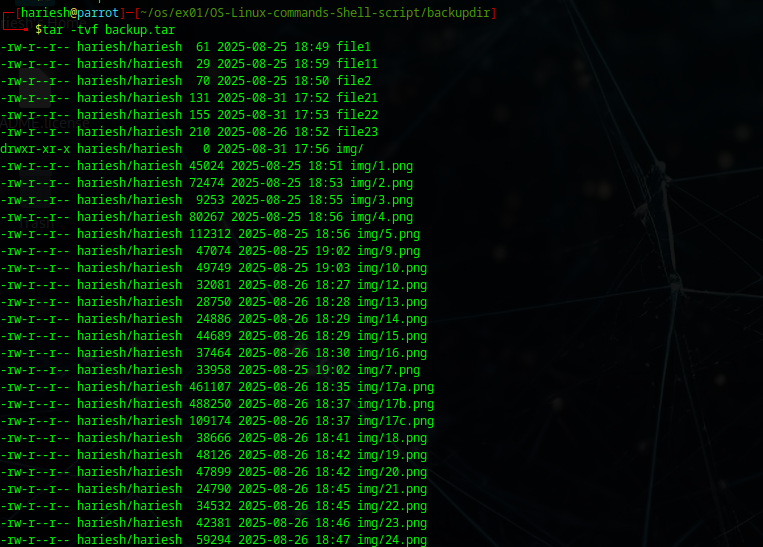 ┌─[hariesh@parrot]─[~/os/ex01/OS-Linux-commands-Shell-script/backupdir]
└──╼ $tar -tvf backup.tar
-rw-r--r-- hariesh/hariesh  61 2025-08-25 18:49 file1
-rw-r--r-- hariesh/hariesh  29 2025-08-25 18:59 file11
-rw-r--r-- hariesh/hariesh  70 2025-08-25 18:50 file2
-rw-r--r-- hariesh/hariesh 131 2025-08-31 17:52 file21
-rw-r--r-- hariesh/hariesh 155 2025-08-31 17:53 file22
-rw-r--r-- hariesh/hariesh 210 2025-08-26 18:52 file23
drwxr-xr-x hariesh/hariesh   0 2025-08-31 17:56 img/
-rw-r--r-- hariesh/hariesh 45024 2025-08-25 18:51 img/1.png
-rw-r--r-- hariesh/hariesh 72474 2025-08-25 18:53 img/2.png
-rw-r--r-- hariesh/hariesh  9253 2025-08-25 18:55 img/3.png
-rw-r--r-- hariesh/hariesh 80267 2025-08-25 18:56 img/4.png
-rw-r--r-- hariesh/hariesh 112312 2025-08-25 18:56 img/5.png
-rw-r--r-- hariesh/hariesh  47074 2025-08-25 19:02 img/9.png
-rw-r--r-- hariesh/hariesh  49749 2025-08-25 19:03 img/10.png
-rw-r--r-- hariesh/hariesh  32081 2025-08-26 18:27 img/12.png
-rw-r--r-- hariesh/hariesh  28750 2025-08-26 18:28 img/13.png
-rw-r--r-- hariesh/hariesh  24886 2025-08-26 18:29 img/14.png
-rw-r--r-- hariesh/hariesh  44689 2025-08-26 18:29 img/15.png
-rw-r--r-- hariesh/hariesh  37464 2025-08-26 18:30 img/16.png
-rw-r--r-- hariesh/hariesh  33958 2025-08-25 19:02 img/7.png
-rw-r--r-- hariesh/hariesh 461107 2025-08-26 18:35 img/17a.png
-rw-r--r-- hariesh/hariesh 488250 2025-08-26 18:37 img/17b.png
-rw-r--r-- hariesh/hariesh 109174 2025-08-26 18:37 img/17c.png
-rw-r--r-- hariesh/hariesh  38666 2025-08-26 18:41 img/18.png
-rw-r--r-- hariesh/hariesh  48126 2025-08-26 18:42 img/19.png
-rw-r--r-- hariesh/hariesh  47899 2025-08-26 18:42 img/20.png
-rw-r--r-- hariesh/hariesh  24790 2025-08-26 18:45 img/21.png
-rw-r--r-- hariesh/hariesh  34532 2025-08-26 18:45 img/22.png
-rw-r--r-- hariesh/hariesh  42381 2025-08-26 18:46 img/23.png
-rw-r--r-- hariesh/hariesh  59294 2025-08-26 18:47 img/24.png